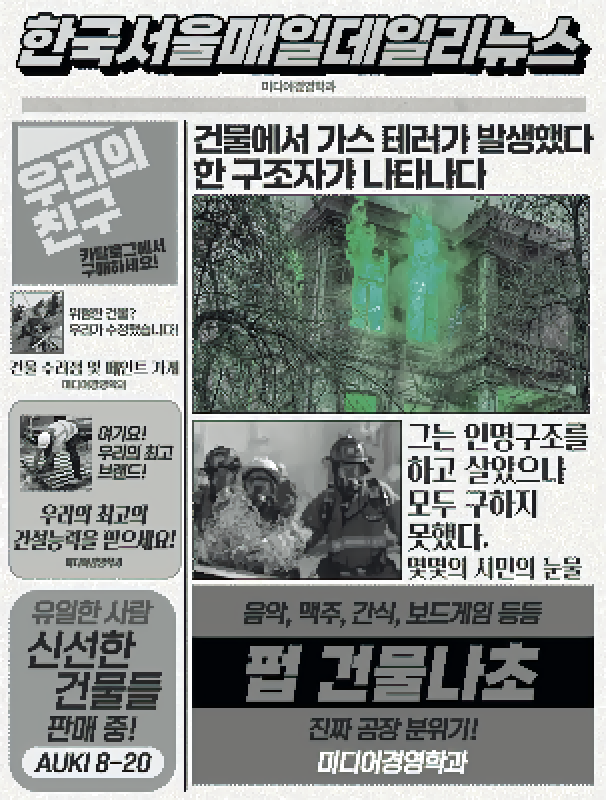 한국서울매일데일리뉴스
미디어경영학과
우리의
친구
카탈로그에서
구매하세요!
위험한 건물?
우리가 수정했습니다!
건물 수리점 및 페인트 가게
미디어경영학과
여기요!
우리의 최고
브랜드!
우리의 최고의
건설능력을 믿으세요!
미디어경영학과
유일한 사람
신선한
건물들
판매 중!
AUKI 8-20
건물에서 가스 테러가 발생했다
한 구조자가 나타나다
그는 인명구조를
하고 살았으나
모두 구하지
못했다.
몇몇의 시민의 눈물
음악, 맥주, 간식, 보드게임 등등
펍 건물나초
진짜 공장 분위기!
미디어경영학과